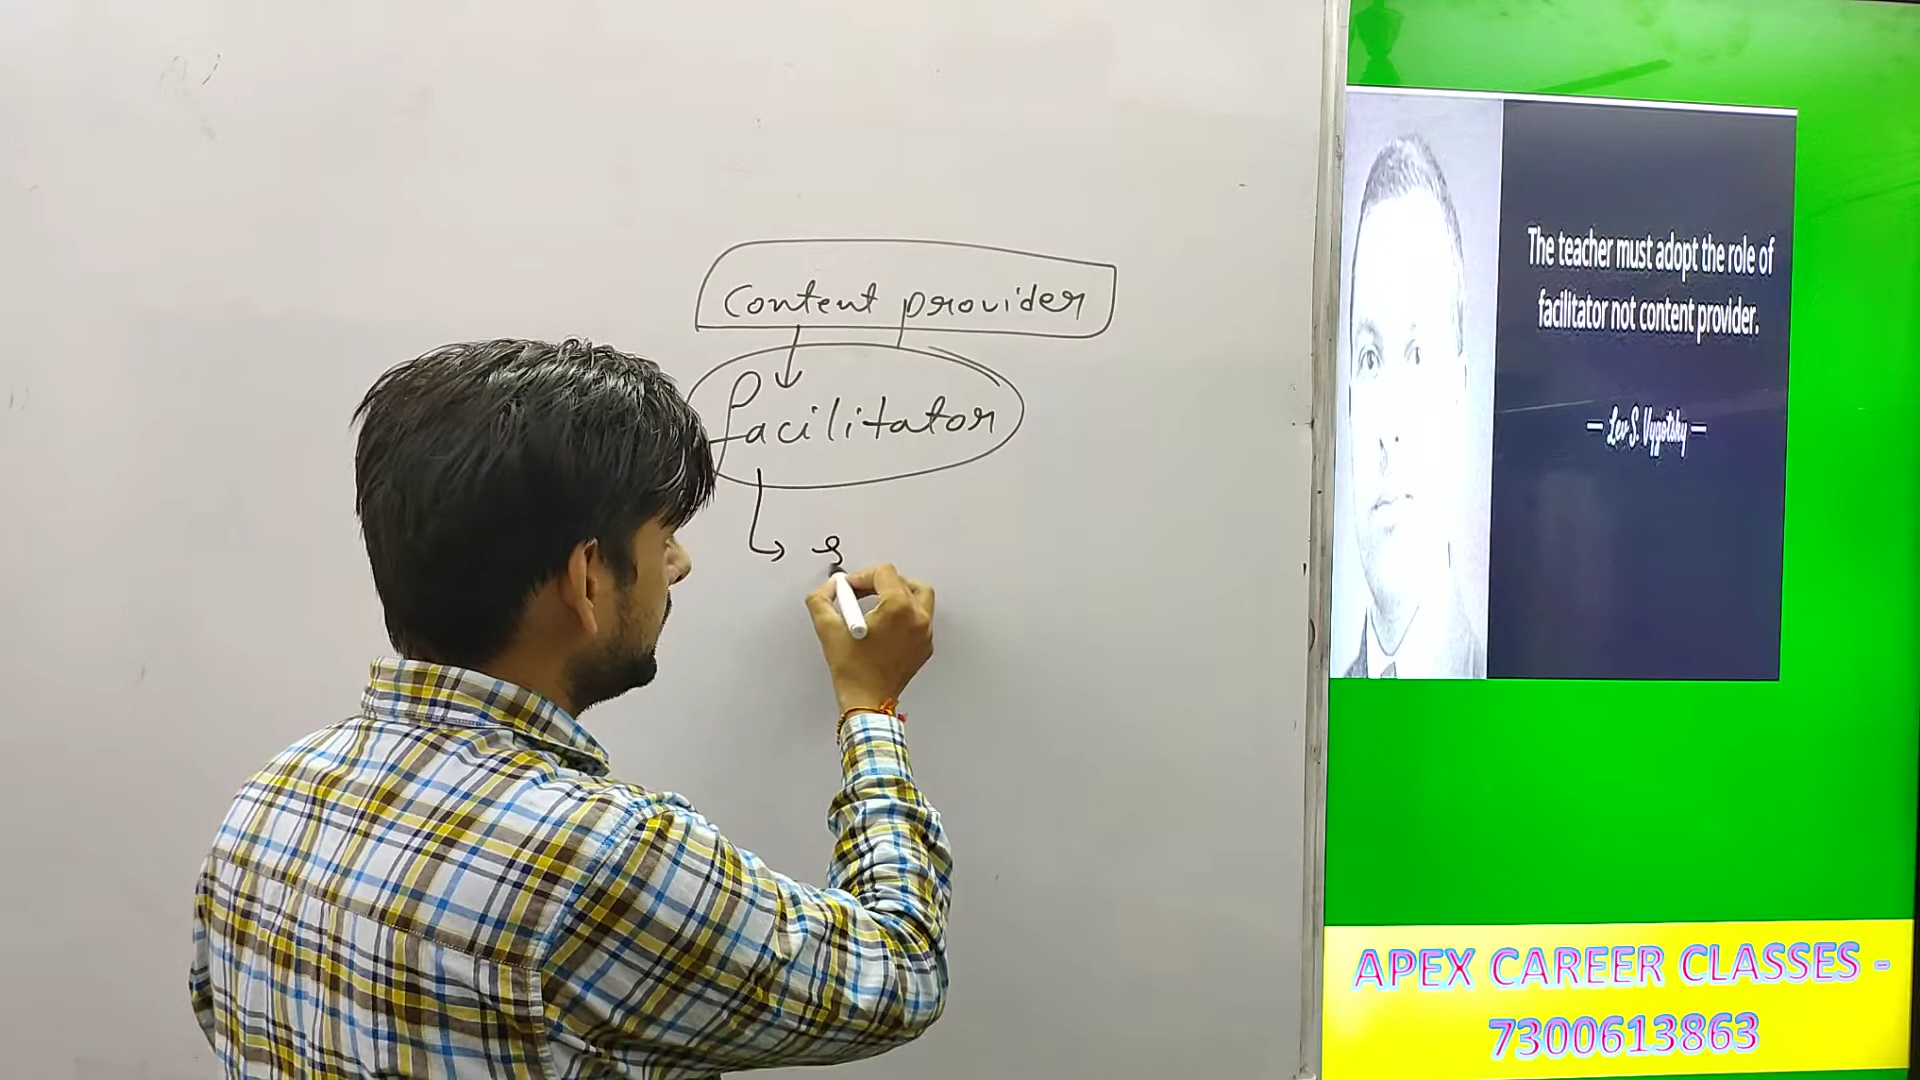 Content provider
facilitator
The teacher must adopt the role of
facilitator not content provider.
— Lev S. Vygotsky —
APEX CAREER CLASSES -
7300613863